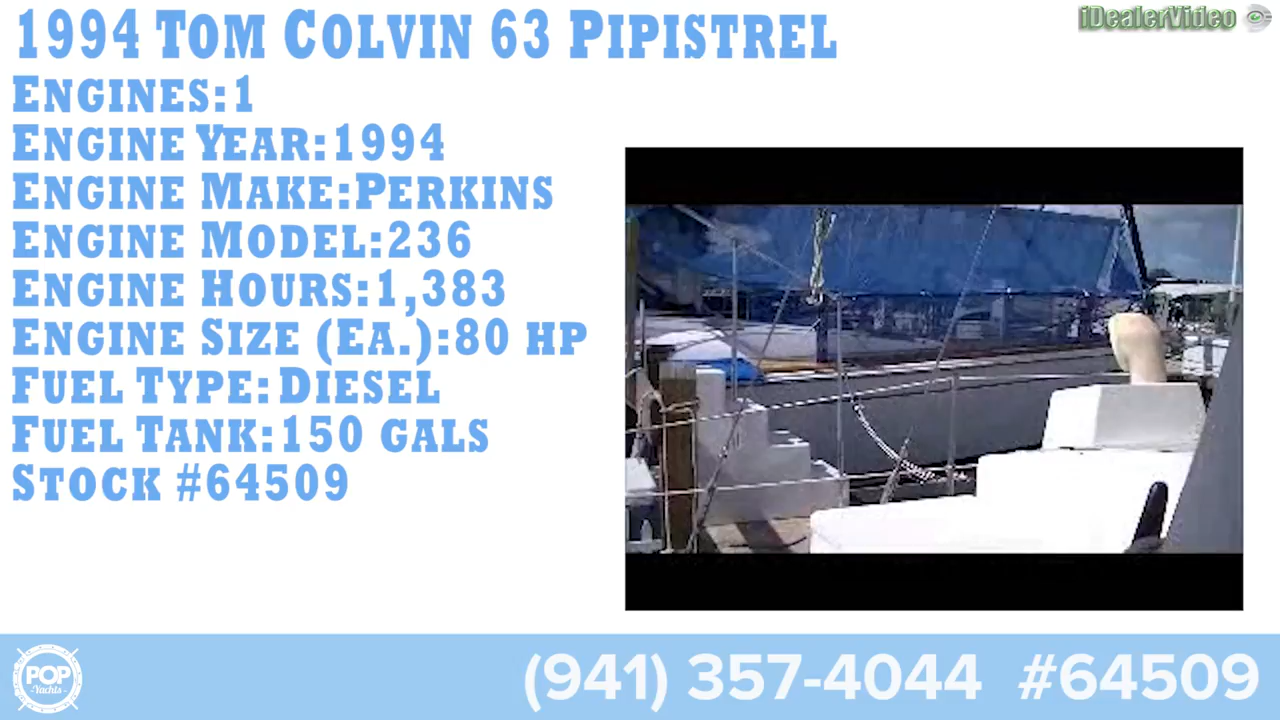 1994 Tom Colvin 63 Pipistrel
iDealerVideo
Engines:1
Engine Year:1994
Engine Make:Perkins
Engine Model:236
Engine Hours:1,383
Engine Size (Ea.):80 HP
Fuel Type:Diesel
Fuel Tank:150 gals
Stock #64509
POP
-Yachts-
(941) 357-4044 #64509